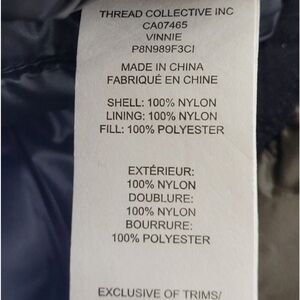 THREAD COLLECTIVE INC
CA07465
VINNIE
P8N989F3CI
MADE IN CHINA
FABRIQUÉ EN CHINE
SHELL: 100% NYLON
LINING: 100% NYLON
FILL: 100% POLYESTER
EXTÉRIEUR:
100% NYLON
DOUBLURE:
100% NYLON
BOURRURE:
100% POLYESTER
EXCLUSIVE OF TRIMS/